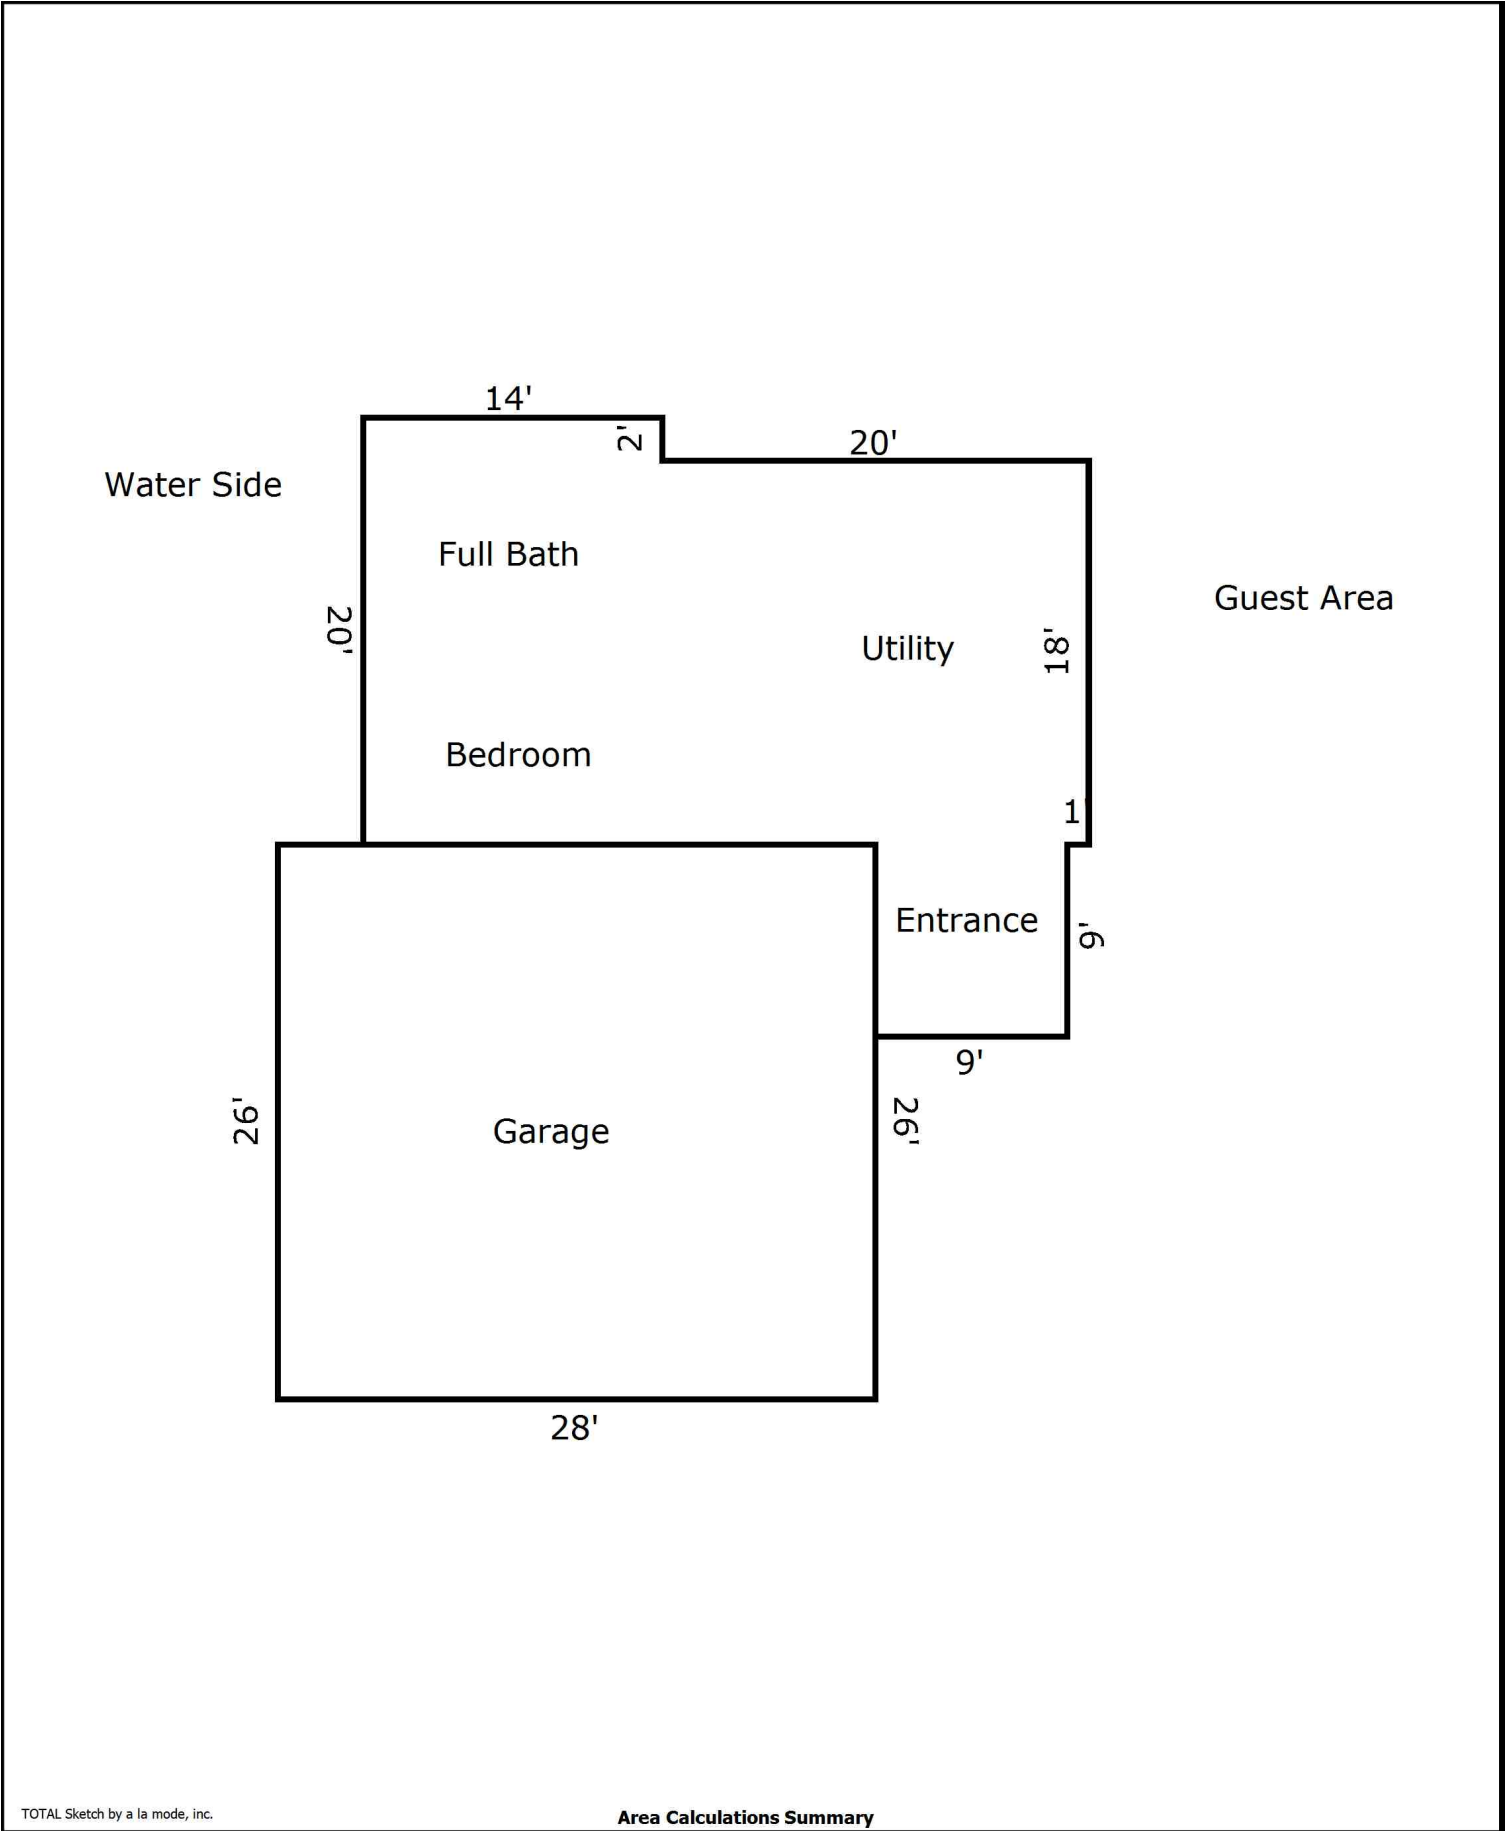 14'
2'
20'
Water Side
Full Bath
Guest Area
20'
Utility
18'
Bedroom
1'
Entrance
9'
9'
26'
Garage
26'
28'
TOTAL Sketch by a la mode, inc.
Area Calculations Summary